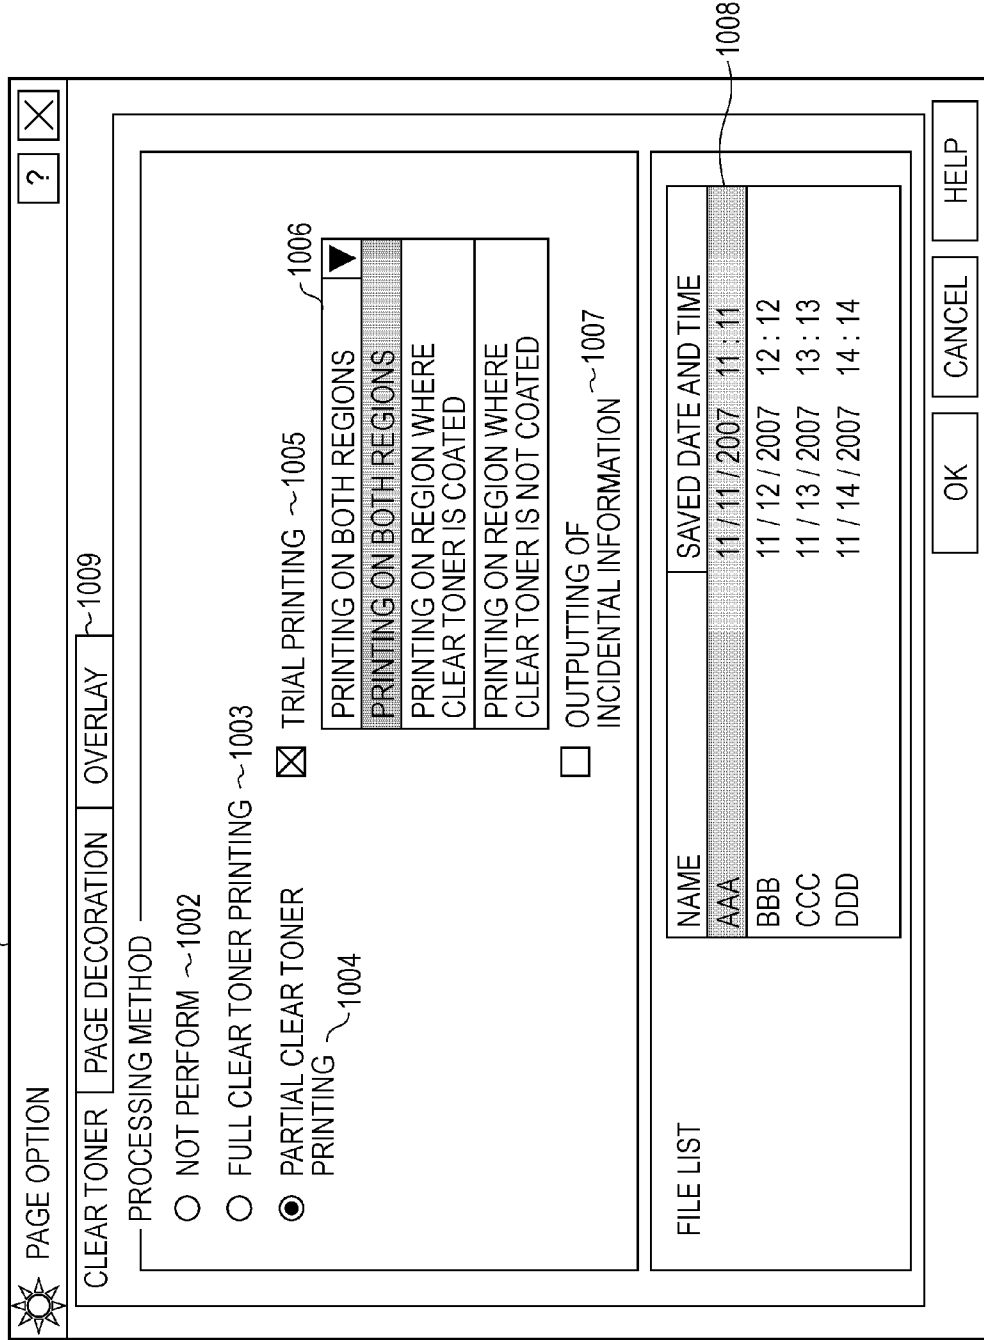 PAGE OPTION ?
CLEAR TONER PAGE DECORATION OVERLAY ~1009
PROCESSING METHOD
NOT PERFORM ~1002
FULL CLEAR TONER PRINTING ~1003
PARTIAL CLEAR TONER
PRINTING 1004
TRIAL PRINTING ~1005
1006
PRINTING ON BOTH REGIONS
PRINTING ON BOTH REGIONS
PRINTING ON REGION WHERE
CLEAR TONER IS COATED
PRINTING ON REGION WHERE
CLEAR TONER IS NOT COATED
OUTPUTTING OF
INCIDENTAL INFORMATION ~1007
FILE LIST
NAME SAVED DATE AND TIME
AAA 11 / 11 / 2007 11 : 11
1008
BBB 11 / 12 / 2007 12 : 12
CCC 11 / 13 / 2007 13 : 13
DDD 11 / 14 / 2007 14 : 14
OK CANCEL HELP